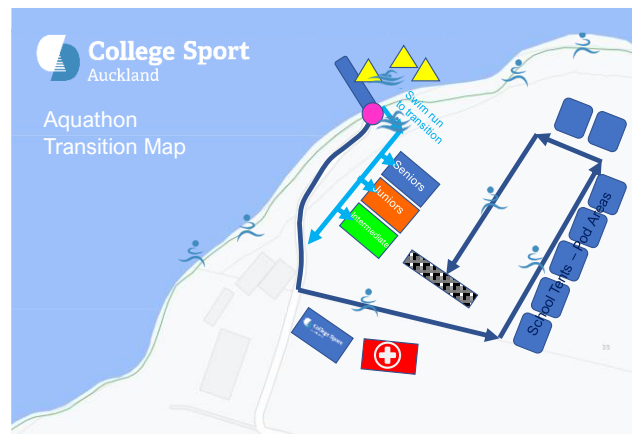 College Sport
Auckland
Aquathon
Transition Map
Swim run
to transition
Seniors
Juniors
Intermediate
School Tents – Pod Areas
College Sport